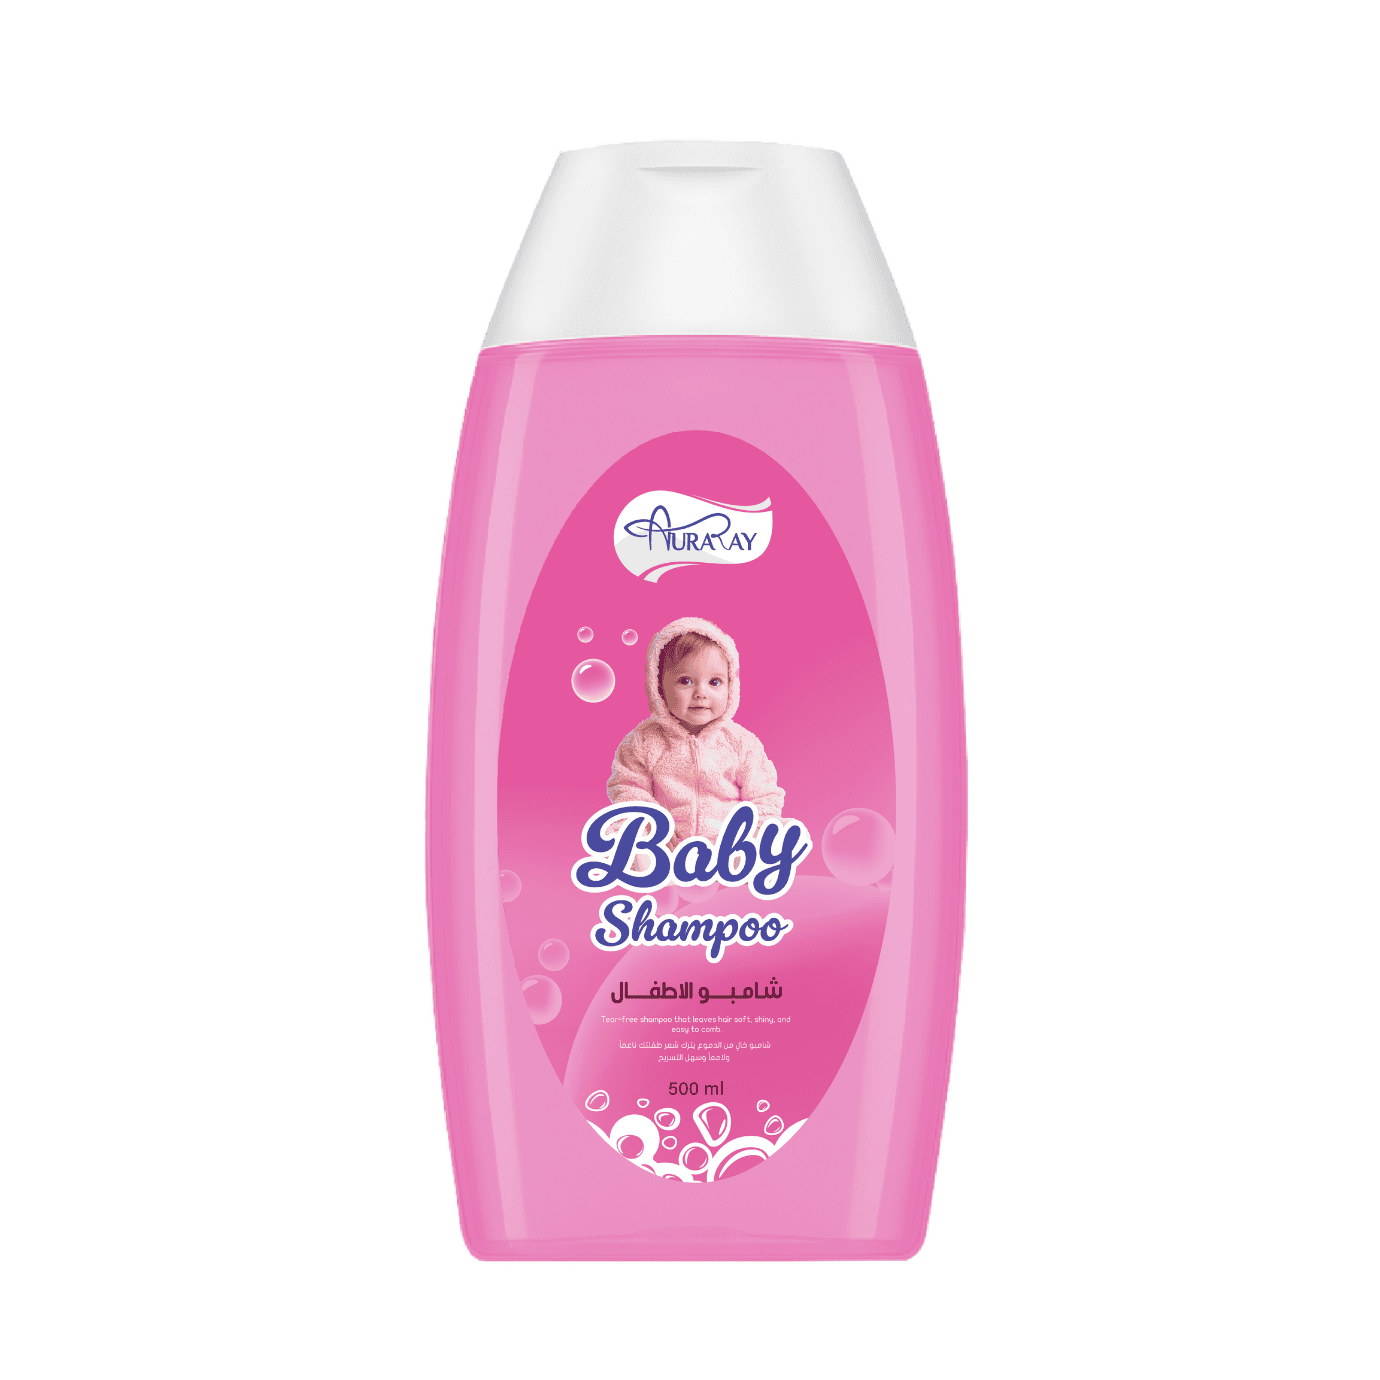 AURARAY
Baby
Shampoo
شامبـــو الاطفـــال
Tear-free shampoo that leaves hair soft, shiny, and
easy to comb.
شامبو خالٍ من الدموع يترك شعر طفلتك ناعماً
ولامعاً وسهل التسريح
500 ml